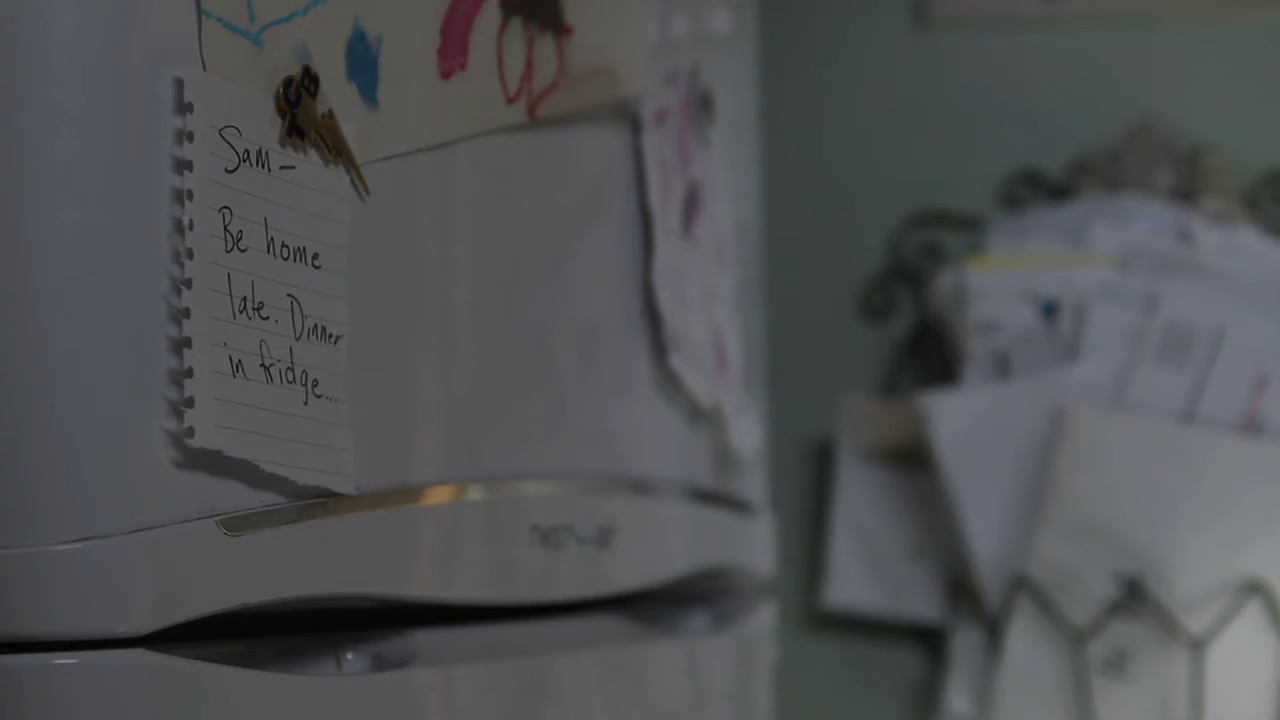 Sam–
Be home
late. Dinner
in fridge...